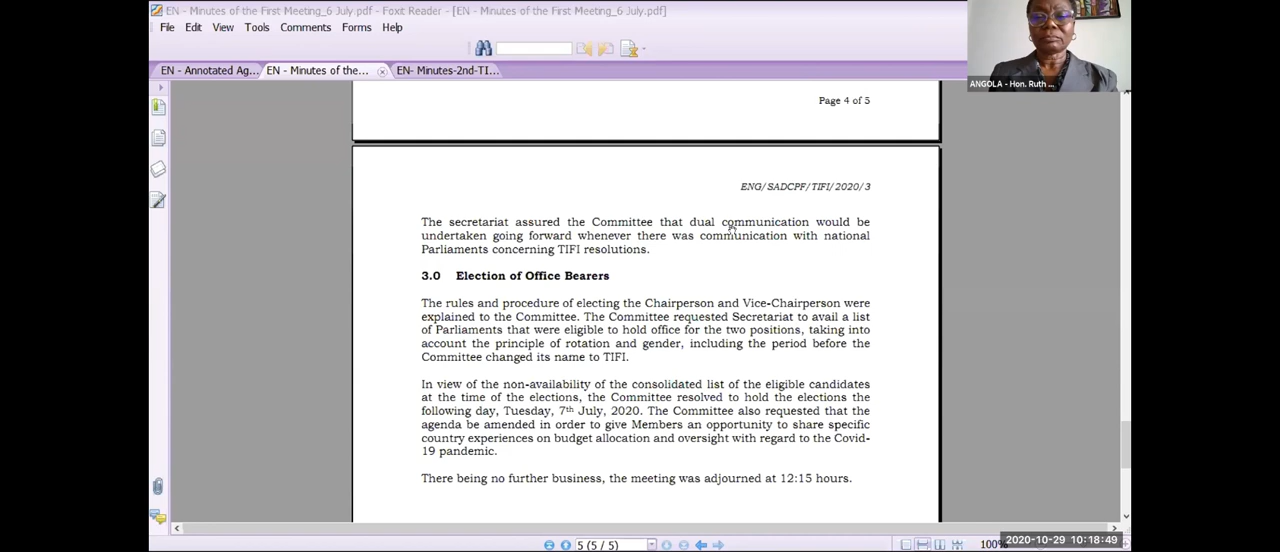 EN - Minutes of the First Meeting_6 July.pdf - Foxit Reader - [EN - Minutes of the First Meeting_6 July.pdf]
File Edit View Tools Comments Forms Help
ANGOLA - Hon. Ruth ...
EN - Annotated Ag... EN - Minutes of the... EN- Minutes-2nd-TI...
Page 4 of 5
ENG/SADCPF/TIFI/2020/3
The secretariat assured the Committee that dual communication would be
undertaken going forward whenever there was communication with national
Parliaments concerning TIFI resolutions.
3.0 Election of Office Bearers
The rules and procedure of electing the Chairperson and Vice-Chairperson were
explained to the Committee. The Committee requested Secretariat to avail a list
of Parliaments that were eligible to hold office for the two positions, taking into
account the principle of rotation and gender, including the period before the
Committee changed its name to TIFI.
In view of the non-availability of the consolidated list of the eligible candidates
at the time of the elections, the Committee resolved to hold the elections the
following day, Tuesday, 7th July, 2020. The Committee also requested that the
agenda be amended in order to give Members an opportunity to share specific
country experiences on budget allocation and oversight with regard to the Covid-
19 pandemic.
There being no further business, the meeting was adjourned at 12:15 hours.
5 (5 / 5) 100%
2020-10-29 10:18:49